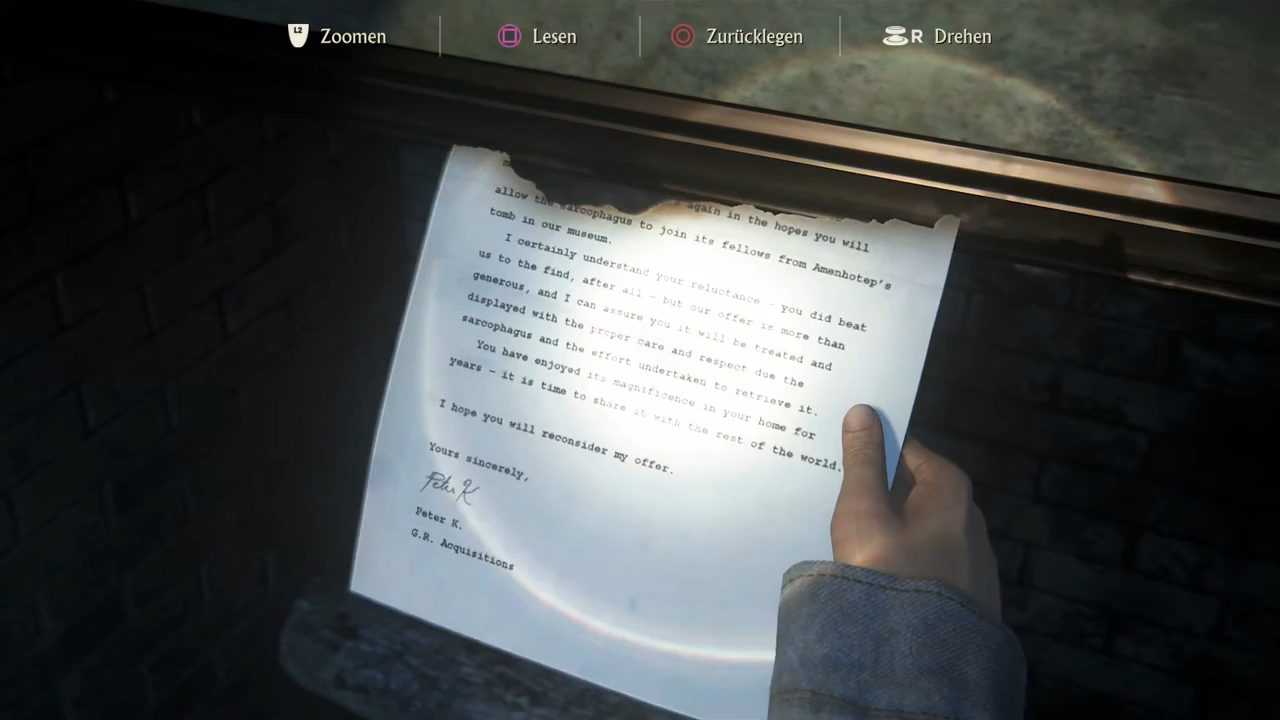 L2 Zoomen
Lesen
Zurücklegen
R Drehen
again in the hopes you will
allow the sarcophagus to join its fellows from Amenhotep's
tomb in our museum.
I certainly understand your reluctance - you did beat
us to the find, after all - but our offer is more than
generous, and I can assure you it will be treated and
displayed with the proper care and respect due the
sarcophagus and the effort undertaken to retrieve it.
You have enjoyed its magnificence in your home for
years - it is time to share it with the rest of the world.
I hope you will reconsider my offer.
Yours sincerely,
Peter K
Peter K.
G.R. Acquisitions